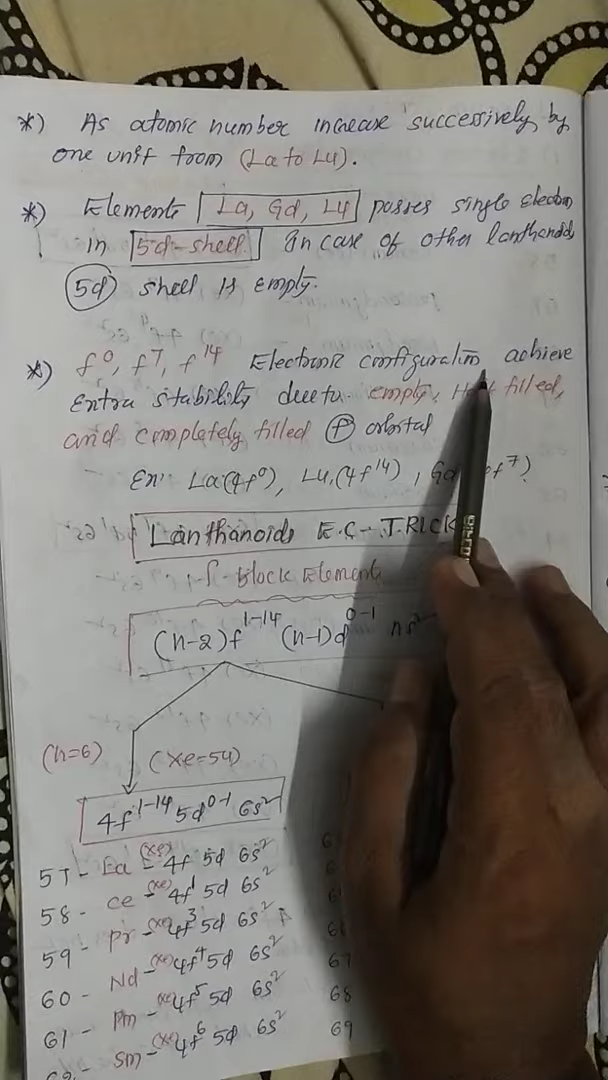 *) As atomic number increase successively by
one unit from (La to Lu).
*) Elements La, Gd, Lu posses single electron
in 5d-shell. In case of other lanthanoids
5d shell is empty.
*) f⁰, f⁷, f¹⁴ Electronic configuration achieve
Extra stability due to empty, filled,
and completely filled f orbital
Ex: La(4f⁰), Lu(4f¹⁴), f⁷)
Lanthanoids E.C - TRICK
f-Block Element
(n-2)f¹⁻¹⁴ (n-1)d⁰⁻¹ ns²
(n=6) (Xe=54)
4f¹⁻¹⁴ 5d⁰⁻¹ 6s²
57 - La - (xe) 4f 5d 6s²
58 - ce - (xe) 4f¹ 5d 6s²
59 - pr - (xe) 4f³ 5d 6s²
60 - Nd - (xe) 4f⁴ 5d 6s²
61 - Pm - (xe) 4f⁵ 5d 6s²
Sm - (xe) 4f⁶ 5d 6s²
67
68
69